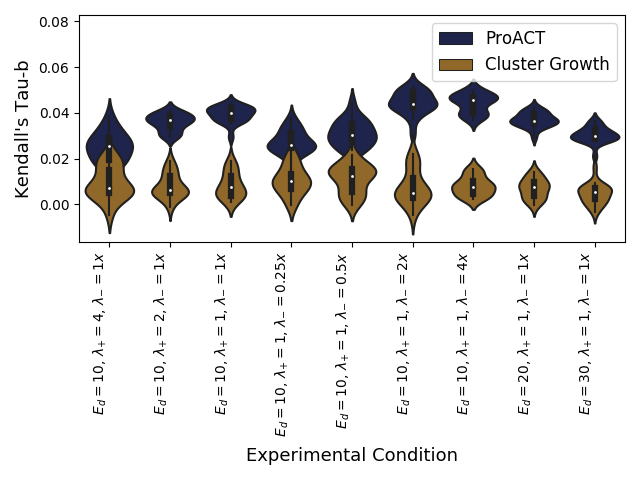 0.08
0.06
0.04
0.02
0.00
Kendall's Tau-b
ProACT
Cluster Growth
E_d = 10, λ_+ = 4, λ_− = 1x
E_d = 10, λ_+ = 2, λ_− = 1x
E_d = 10, λ_+ = 1, λ_− = 1x
E_d = 10, λ_+ = 1, λ_− = 0.25x
E_d = 10, λ_+ = 1, λ_− = 0.5x
E_d = 10, λ_+ = 1, λ_− = 2x
E_d = 10, λ_+ = 1, λ_− = 4x
E_d = 20, λ_+ = 1, λ_− = 1x
E_d = 30, λ_+ = 1, λ_− = 1x
Experimental Condition